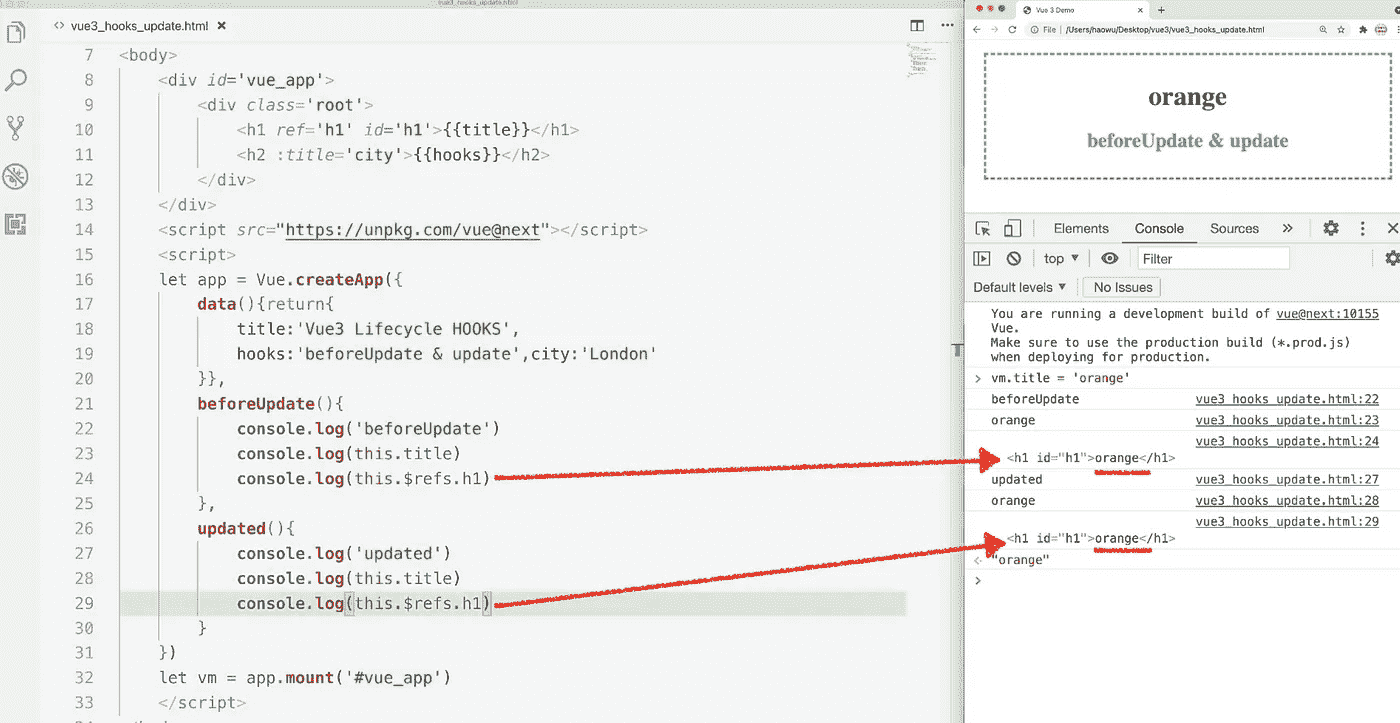 vue3_hooks_update.html
vue3_hooks_update.html
7 <body>
8 <div id='vue_app'>
9 <div class='root'>
10 <h1 ref='h1' id='h1'>{{title}}</h1>
11 <h2 :title='city'>{{hooks}}</h2>
12 </div>
13 </div>
14 <script src="https://unpkg.com/vue@next"></script>
15 <script>
16 let app = Vue.createApp({
17 data(){return{
18 title:'Vue3 Lifecycle HOOKS',
19 hooks:'beforeUpdate & update',city:'London'
20 }},
21 beforeUpdate(){
22 console.log('beforeUpdate')
23 console.log(this.title)
24 console.log(this.$refs.h1)
25 },
26 updated(){
27 console.log('updated')
28 console.log(this.title)
29 console.log(this.$refs.h1)
30 }
31 })
32 let vm = app.mount('#vue_app')
33 </script>
Vue 3 Demo
File | /Users/haowu/Desktop/vue3/vue3_hooks_update.html
orange
beforeUpdate & update
Elements Console Sources »
top Filter
Default levels No Issues
You are running a development build of vue@next:10155
Vue.
Make sure to use the production build (*.prod.js)
when deploying for production.
> vm.title = 'orange'
beforeUpdate vue3_hooks_update.html:22
orange vue3_hooks_update.html:23
vue3_hooks_update.html:24
<h1 id="h1">orange</h1>
updated vue3_hooks_update.html:27
orange vue3_hooks_update.html:28
vue3_hooks_update.html:29
<h1 id="h1">orange</h1>
"orange"
>